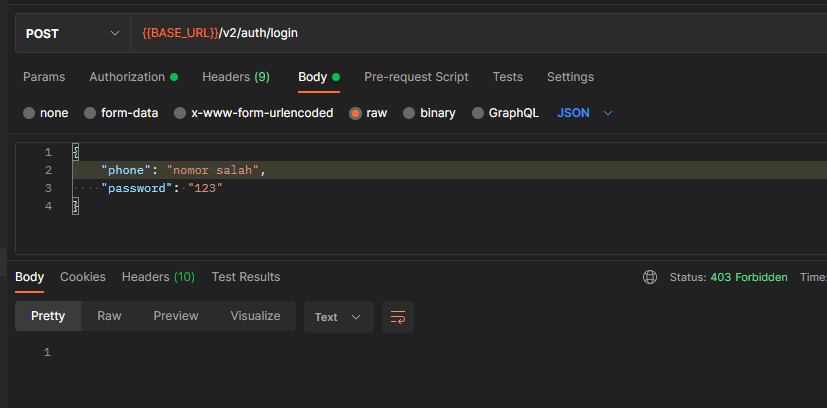 POST {{BASE_URL}}/v2/auth/login
Params Authorization Headers (9) Body Pre-request Script Tests Settings
none form-data x-www-form-urlencoded raw binary GraphQL JSON
1 {
2 "phone": "nomor salah",
3 "password": "123"
4 }
Body Cookies Headers (10) Test Results Status: 403 Forbidden Time:
Pretty Raw Preview Visualize Text
1